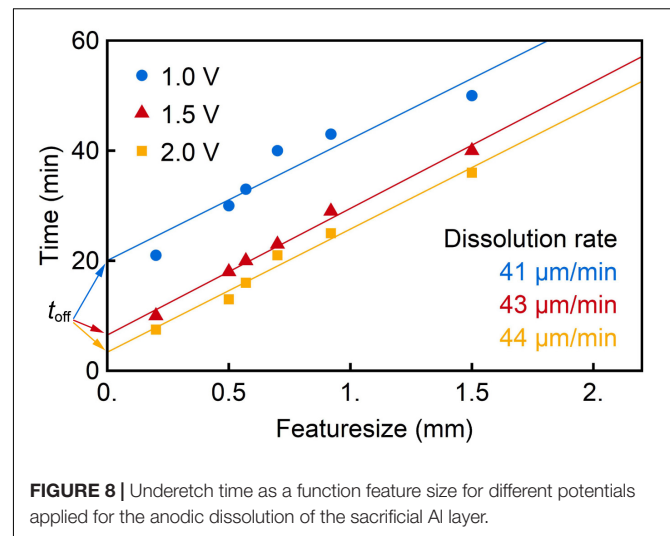 60
40
20
0
Time (min)
1.0 V
1.5 V
2.0 V
Dissolution rate
41 µm/min
43 µm/min
44 µm/min
toff
0.
0.5
1.
1.5
2.
Featuresize (mm)
FIGURE 8 | Underetch time as a function feature size for different potentials
applied for the anodic dissolution of the sacrificial Al layer.